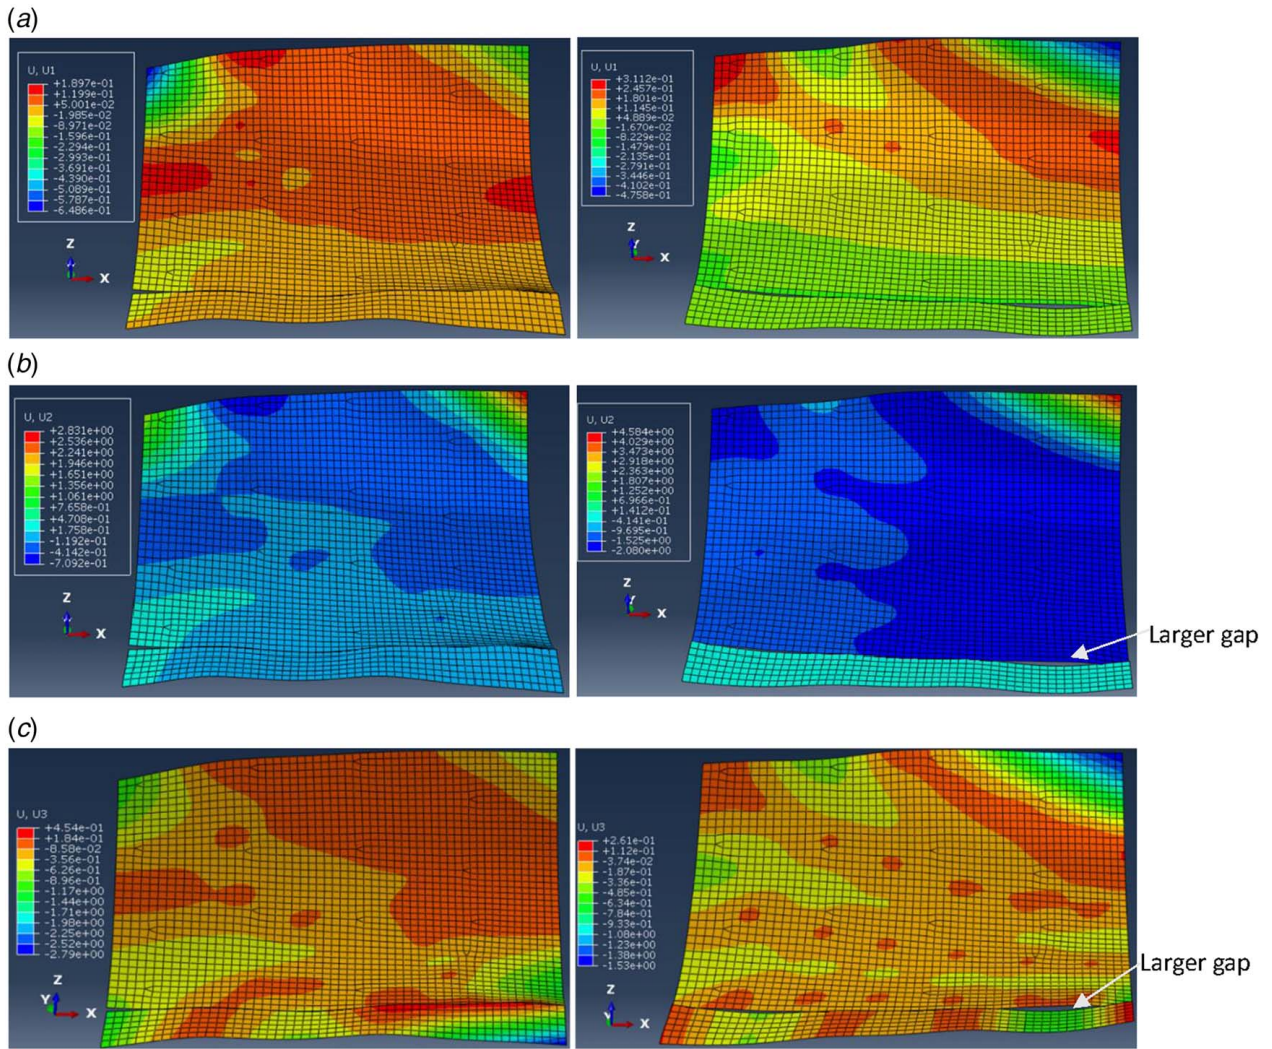 (a)
U, U1
+1.897e-01
+1.199e-01
+5.001e-02
-1.985e-02
-8.971e-02
-1.596e-01
-2.294e-01
-2.993e-01
-3.691e-01
-4.390e-01
-5.089e-01
-5.787e-01
-6.486e-01
Z
X
U, U1
+3.112e-01
+2.457e-01
+1.801e-01
+1.145e-01
+4.889e-02
-1.670e-02
-8.229e-02
-1.479e-01
-2.135e-01
-2.791e-01
-3.446e-01
-4.102e-01
-4.758e-01
Z
Y
X
(b)
U, U2
+2.831e+00
+2.536e+00
+2.241e+00
+1.946e+00
+1.651e+00
+1.356e+00
+1.061e+00
+7.658e-01
+4.708e-01
+1.758e-01
-1.192e-01
-4.142e-01
-7.092e-01
Z
X
U, U2
+4.584e+00
+4.029e+00
+3.473e+00
+2.918e+00
+2.363e+00
+1.807e+00
+1.252e+00
+6.966e-01
+1.412e-01
-4.141e-01
-9.695e-01
-1.525e+00
-2.080e+00
Z
Y
X
Larger gap
(c)
U, U3
+4.54e-01
+1.84e-01
-8.58e-02
-3.56e-01
-6.26e-01
-8.96e-01
-1.17e+00
-1.44e+00
-1.71e+00
-1.98e+00
-2.25e+00
-2.52e+00
-2.79e+00
Z
Y
X
U, U3
+2.61e-01
+1.12e-01
-3.74e-02
-1.87e-01
-3.36e-01
-4.85e-01
-6.34e-01
-7.84e-01
-9.33e-01
-1.08e+00
-1.23e+00
-1.38e+00
-1.53e+00
Z
Y
X
Larger gap